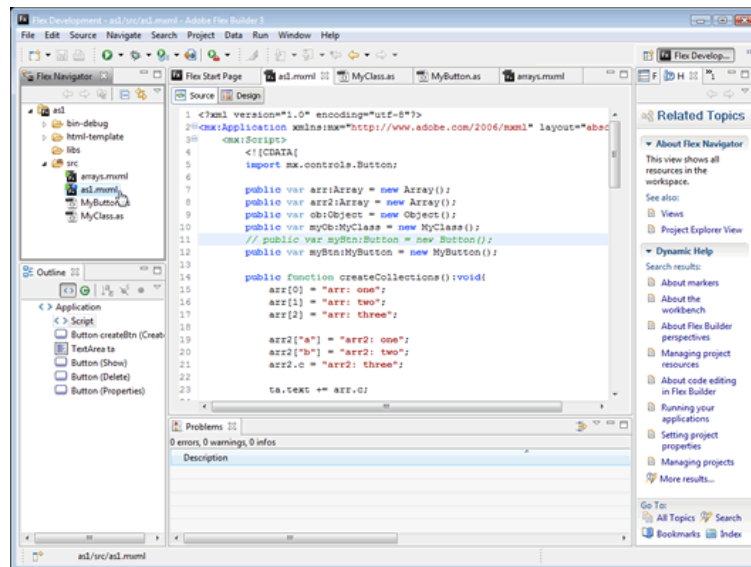 Flex Development - as1/src/as1.mxml - Adobe Flex Builder 3
File Edit Source Navigate Search Project Data Run Window Help
Flex Develop...
Flex Navigator
as1
bin-debug
html-template
libs
src
arrays.mxml
as1.mxml
MyButton.as
MyClass.as
Outline
Application
Script
Button createBtn (Creat
TextArea ta
Button (Show)
Button (Delete)
Button (Properties)
Flex Start Page as1.mxml MyClass.as MyButton.as arrays.mxml
Source Design
1 <?xml version="1.0" encoding="utf-8"?>
2 <mx:Application xmlns:mx="http://www.adobe.com/2006/mxml" layout="absc
3 <mx:Script>
4 <![CDATA[
5 import mx.controls.Button;
6
7 public var arr:Array = new Array();
8 public var arr2:Array = new Array();
9 public var ob:Object = new Object();
10 public var myOb:MyClass = new MyClass();
11 // public var myBtn:Button = new Button();
12 public var myBtn:MyButton = new MyButton();
13
14 public function createCollections():void{
15 arr[0] = "arr: one";
16 arr[1] = "arr: two";
17 arr[2] = "arr: three";
18
19 arr2["a"] = "arr2: one";
20 arr2["b"] = "arr2: two";
21 arr2.c = "arr2: three";
22
23 ta.text += arr.c;
Problems
0 errors, 0 warnings, 0 infos
Description
F H 1
Related Topics
About Flex Navigator
This view shows all
resources in the
workspace.
See also:
Views
Project Explorer View
Dynamic Help
Search results:
About markers
About the
workbench
About Flex Builder
perspectives
Managing project
resources
About code editing
in Flex Builder
Running your
applications
Setting project
properties
Managing projects
More results...
Go To:
All Topics Search
Bookmarks Index
as1/src/as1.mxml